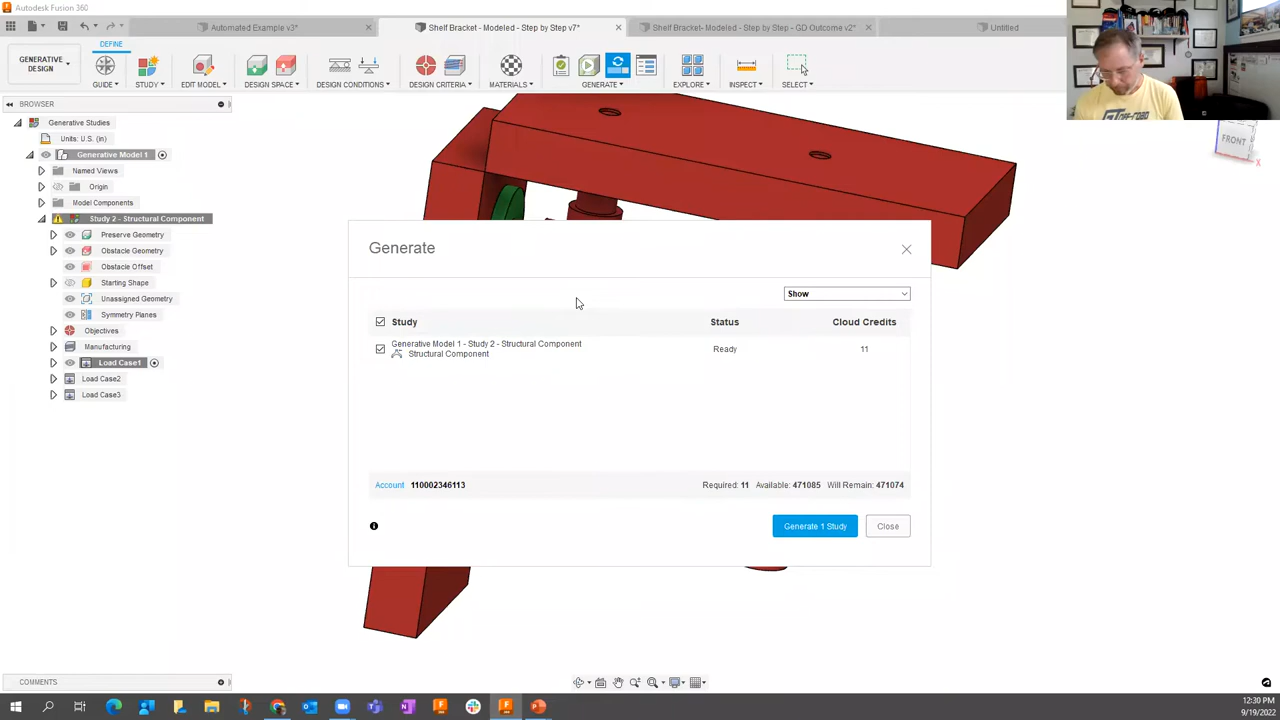 Autodesk Fusion 360
Automated Example v3*
Shelf Bracket - Modeled - Step by Step v7*
Shelf Bracket- Modeled - Step by Step - GD Outcome v2*
Untitled
DEFINE
GENERATIVE
DESIGN
GUIDE
STUDY
EDIT MODEL
DESIGN SPACE
DESIGN CONDITIONS
DESIGN CRITERIA
MATERIALS
GENERATE
EXPLORE
INSPECT
SELECT
BROWSER
Generative Studies
Units: U.S. (in)
Generative Model 1
Named Views
Origin
Model Components
Study 2 - Structural Component
Preserve Geometry
Obstacle Geometry
Obstacle Offset
Starting Shape
Unassigned Geometry
Symmetry Planes
Objectives
Manufacturing
Load Case1
Load Case2
Load Case3
FRONT
X
Generate
Show
Study
Status
Cloud Credits
Generative Model 1 - Study 2 - Structural Component
Structural Component
Ready
11
Account 110002346113
Required: 11 Available: 471085 Will Remain: 471074
Generate 1 Study
Close
COMMENTS
12:30 PM
9/19/2022